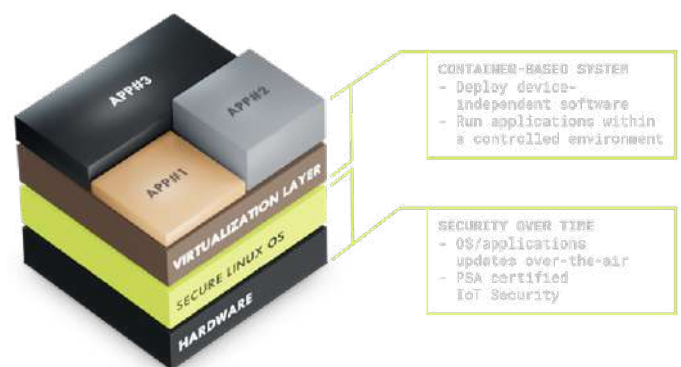 APP#3
APP#2
APP#1
VIRTUALIZATION LAYER
SECURE LINUX OS
HARDWARE
CONTAINER-BASED SYSTEM
- Deploy device-
independent software
- Run applications within
a controlled environment
SECURITY OVER TIME
- OS/applications
updates over-the-air
- PSA certified
IoT Security